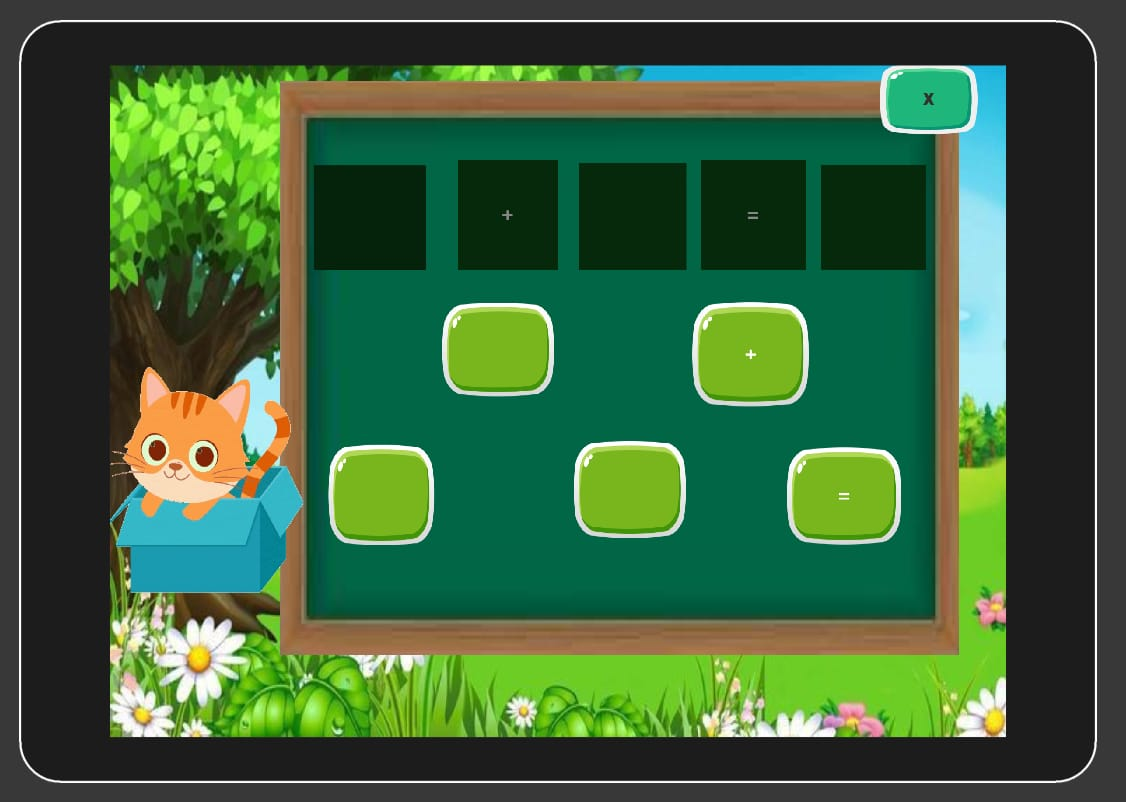 x
+ =
+
=